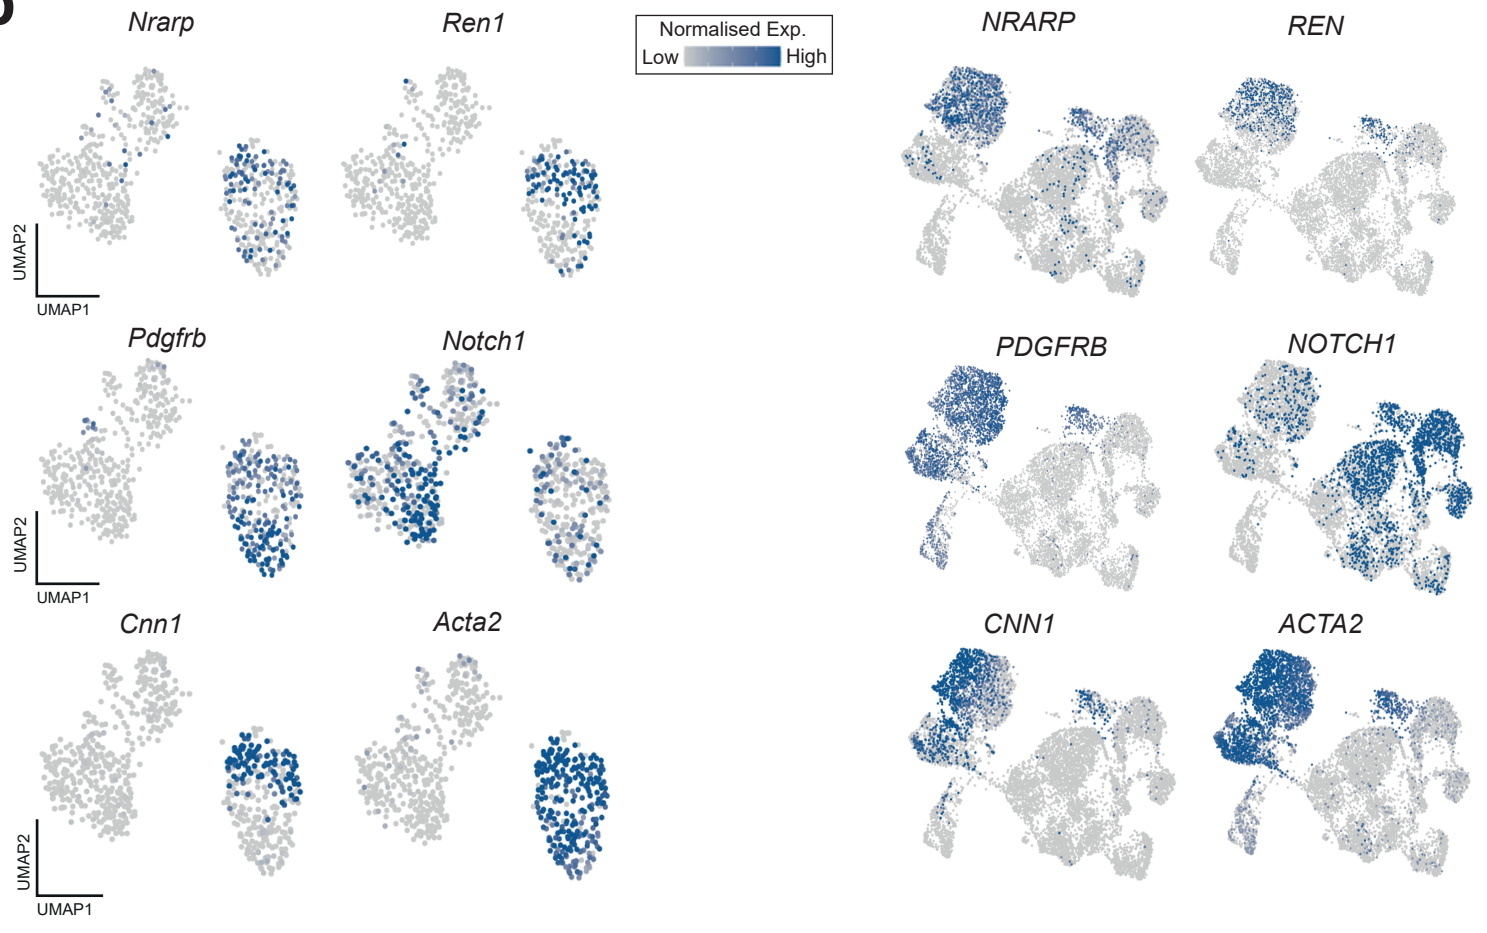 Nrarp
Ren1
Normalised Exp.
Low High
NRARP
REN
UMAP2
UMAP1
Pdgfrb
Notch1
PDGFRB
NOTCH1
UMAP2
UMAP1
Cnn1
Acta2
CNN1
ACTA2
UMAP2
UMAP1